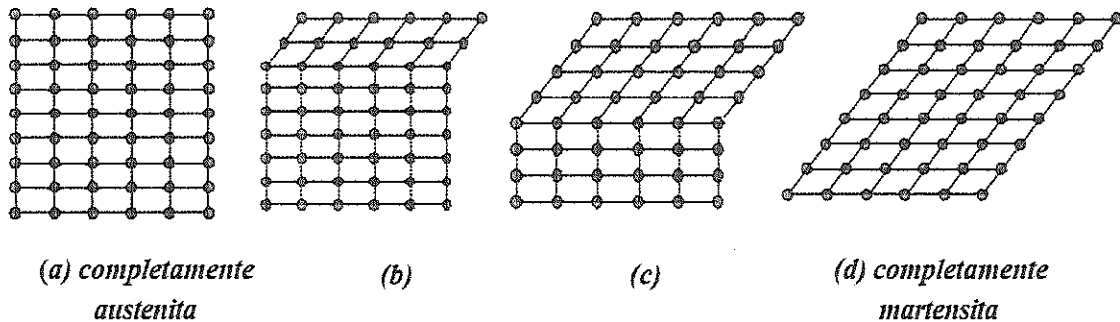 (a) completamente
austenita
(b)
(c)
(d) completamente
martensita